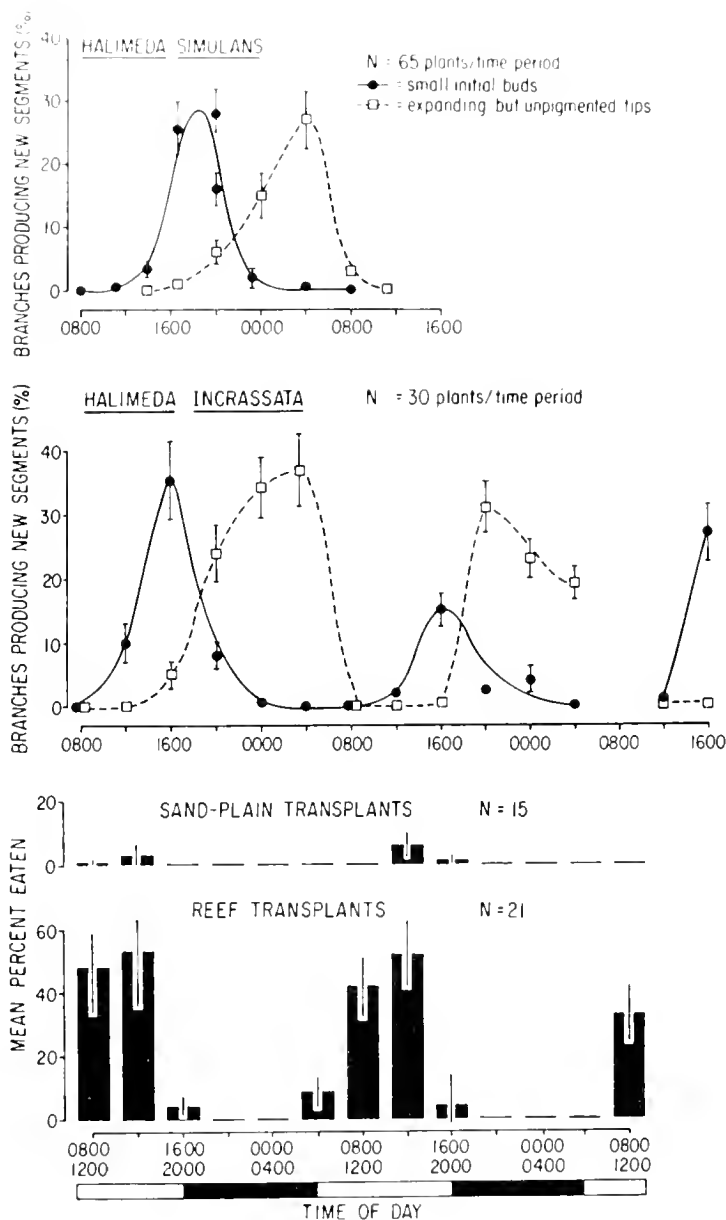 40
HALIMEDA SIMULANS
N = 65 plants/time period
● = small initial buds
□ = expanding but unpigmented tips
BRANCHES PRODUCING NEW SEGMENTS (%)
30
20
10
0
0800 1600 0000 0800 1600
HALIMEDA INCRASSATA N = 30 plants/time period
BRANCHES PRODUCING NEW SEGMENTS (%)
40
30
20
10
0
0800 1600 0000 0800 1600 0000 0800 1600
SAND-PLAIN TRANSPLANTS N=15
20
0
REEF TRANSPLANTS N=21
MEAN PERCENT EATEN
60
40
20
0
0800 1600 0000 0800 1600 0000 0800
1200 2000 0400 1200 2000 0400 1200
TIME OF DAY